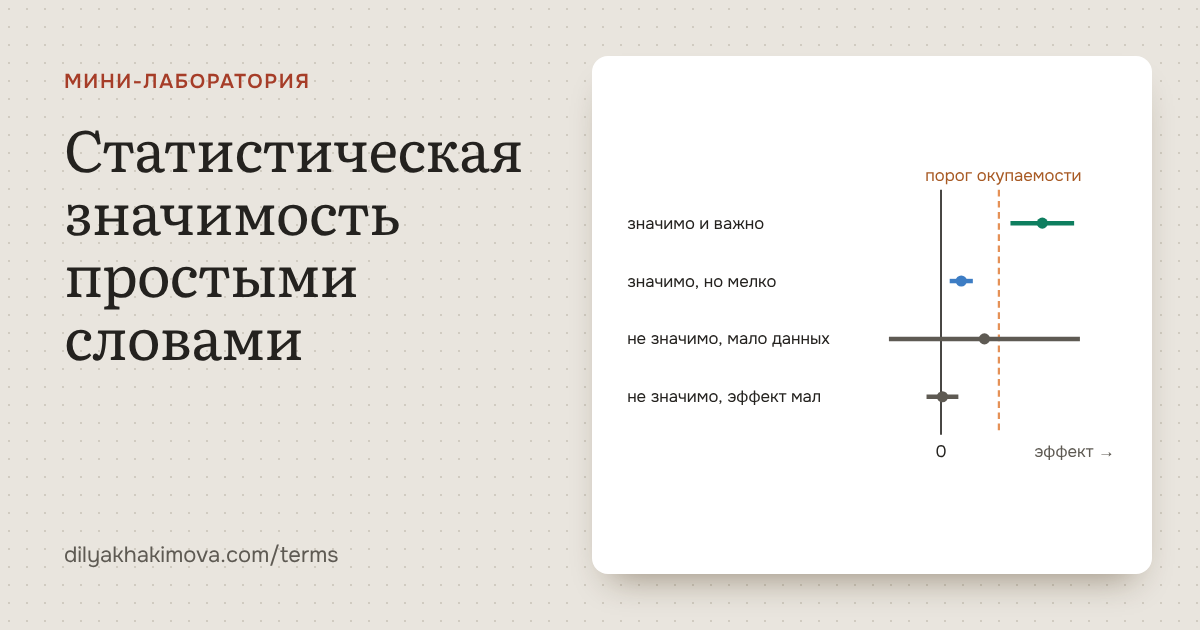 МИНИ-ЛАБОРАТОРИЯ
Статистическая
значимость
простыми
словами
dilyakhakimova.com/terms
порог окупаемости
значимо и важно
значимо, но мелко
не значимо, мало данных
не значимо, эффект мал
0
эффект →